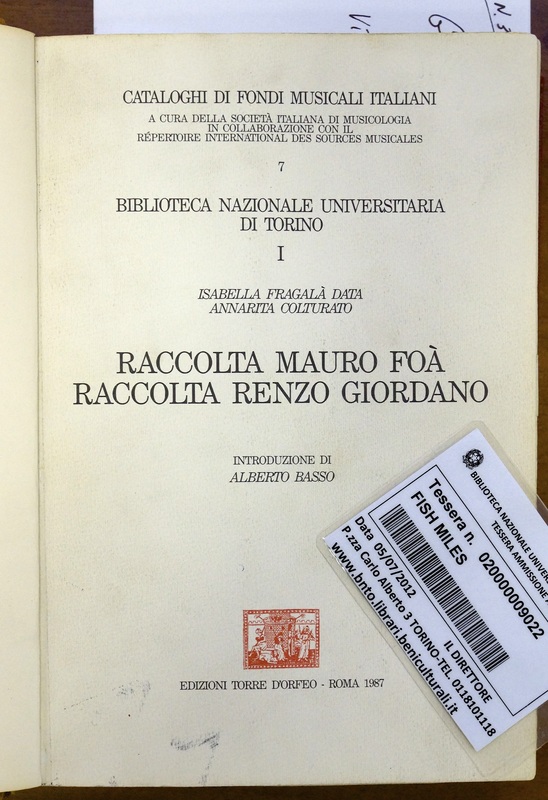 CATALOGHI DI FONDI MUSICALI ITALIANI
A CURA DELLA SOCIETÀ ITALIANA DI MUSICOLOGIA
IN COLLABORAZIONE CON IL
RÉPERTOIRE INTERNATIONAL DES SOURCES MUSICALES
7
BIBLIOTECA NAZIONALE UNIVERSITARIA
DI TORINO
I
ISABELLA FRAGALÀ DATA
ANNARITA COLTURATO
RACCOLTA MAURO FOÀ
RACCOLTA RENZO GIORDANO
INTRODUZIONE DI
ALBERTO BASSO
EDIZIONI TORRE D'ORFEO - ROMA 1987
BIBLIOTECA NAZIONALE UNIVER
TESSERA AMMISSIONE
Tessera n. 020000009022
FISH MILES
Data 05/07/2012
IL DIRETTORE
P.zza Carlo Alberto 3 TORINO-TEL 0118101118
www.brito.librari.beniculturali.it